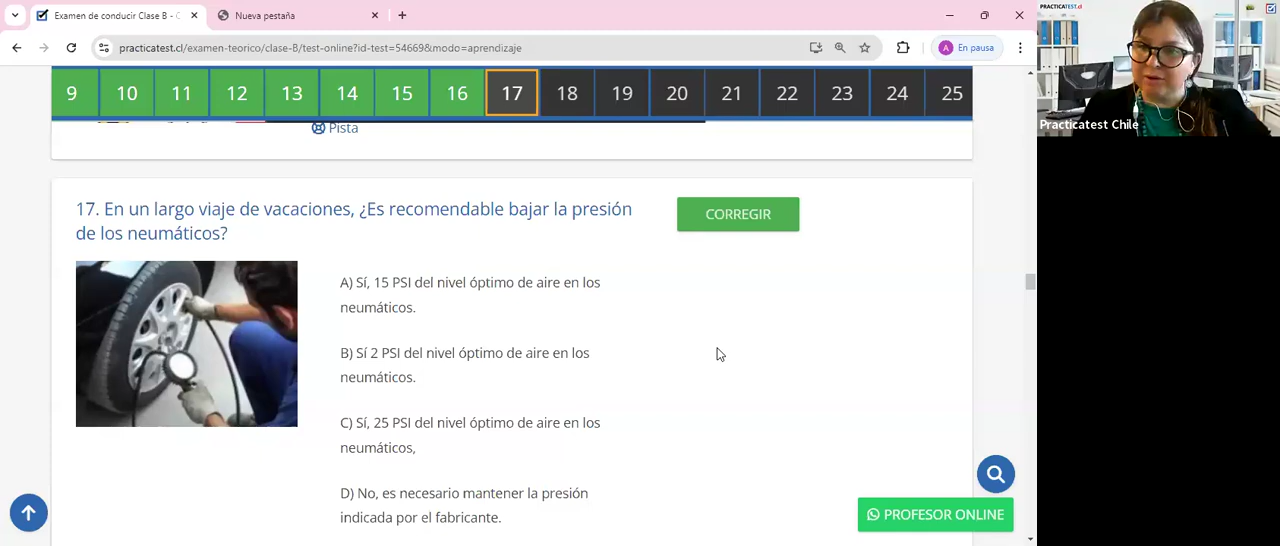 Examen de conducir Clase B - C
Nueva pestaña
practicatest.cl/examen-teorico/clase-B/test-online?id-test=54669&modo=aprendizaje
A
En pausa
PRACTICATEST.cl
9 10 11 12 13 14 15 16 17 18 19 20 21 22 23 24 25
Practicatest Chile
Pista
17. En un largo viaje de vacaciones, ¿Es recomendable bajar la presión
de los neumáticos?
CORREGIR
A) Sí, 15 PSI del nivel óptimo de aire en los
neumáticos.
B) Sí 2 PSI del nivel óptimo de aire en los
neumáticos.
C) Sí, 25 PSI del nivel óptimo de aire en los
neumáticos,
D) No, es necesario mantener la presión
indicada por el fabricante.
PROFESOR ONLINE